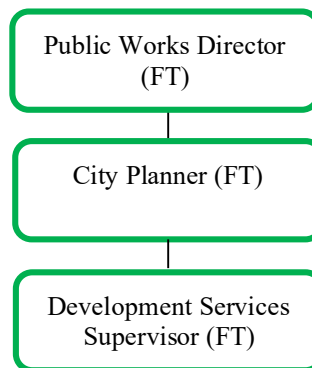 Public Works Director
(FT)
City Planner (FT)
Development Services
Supervisor (FT)